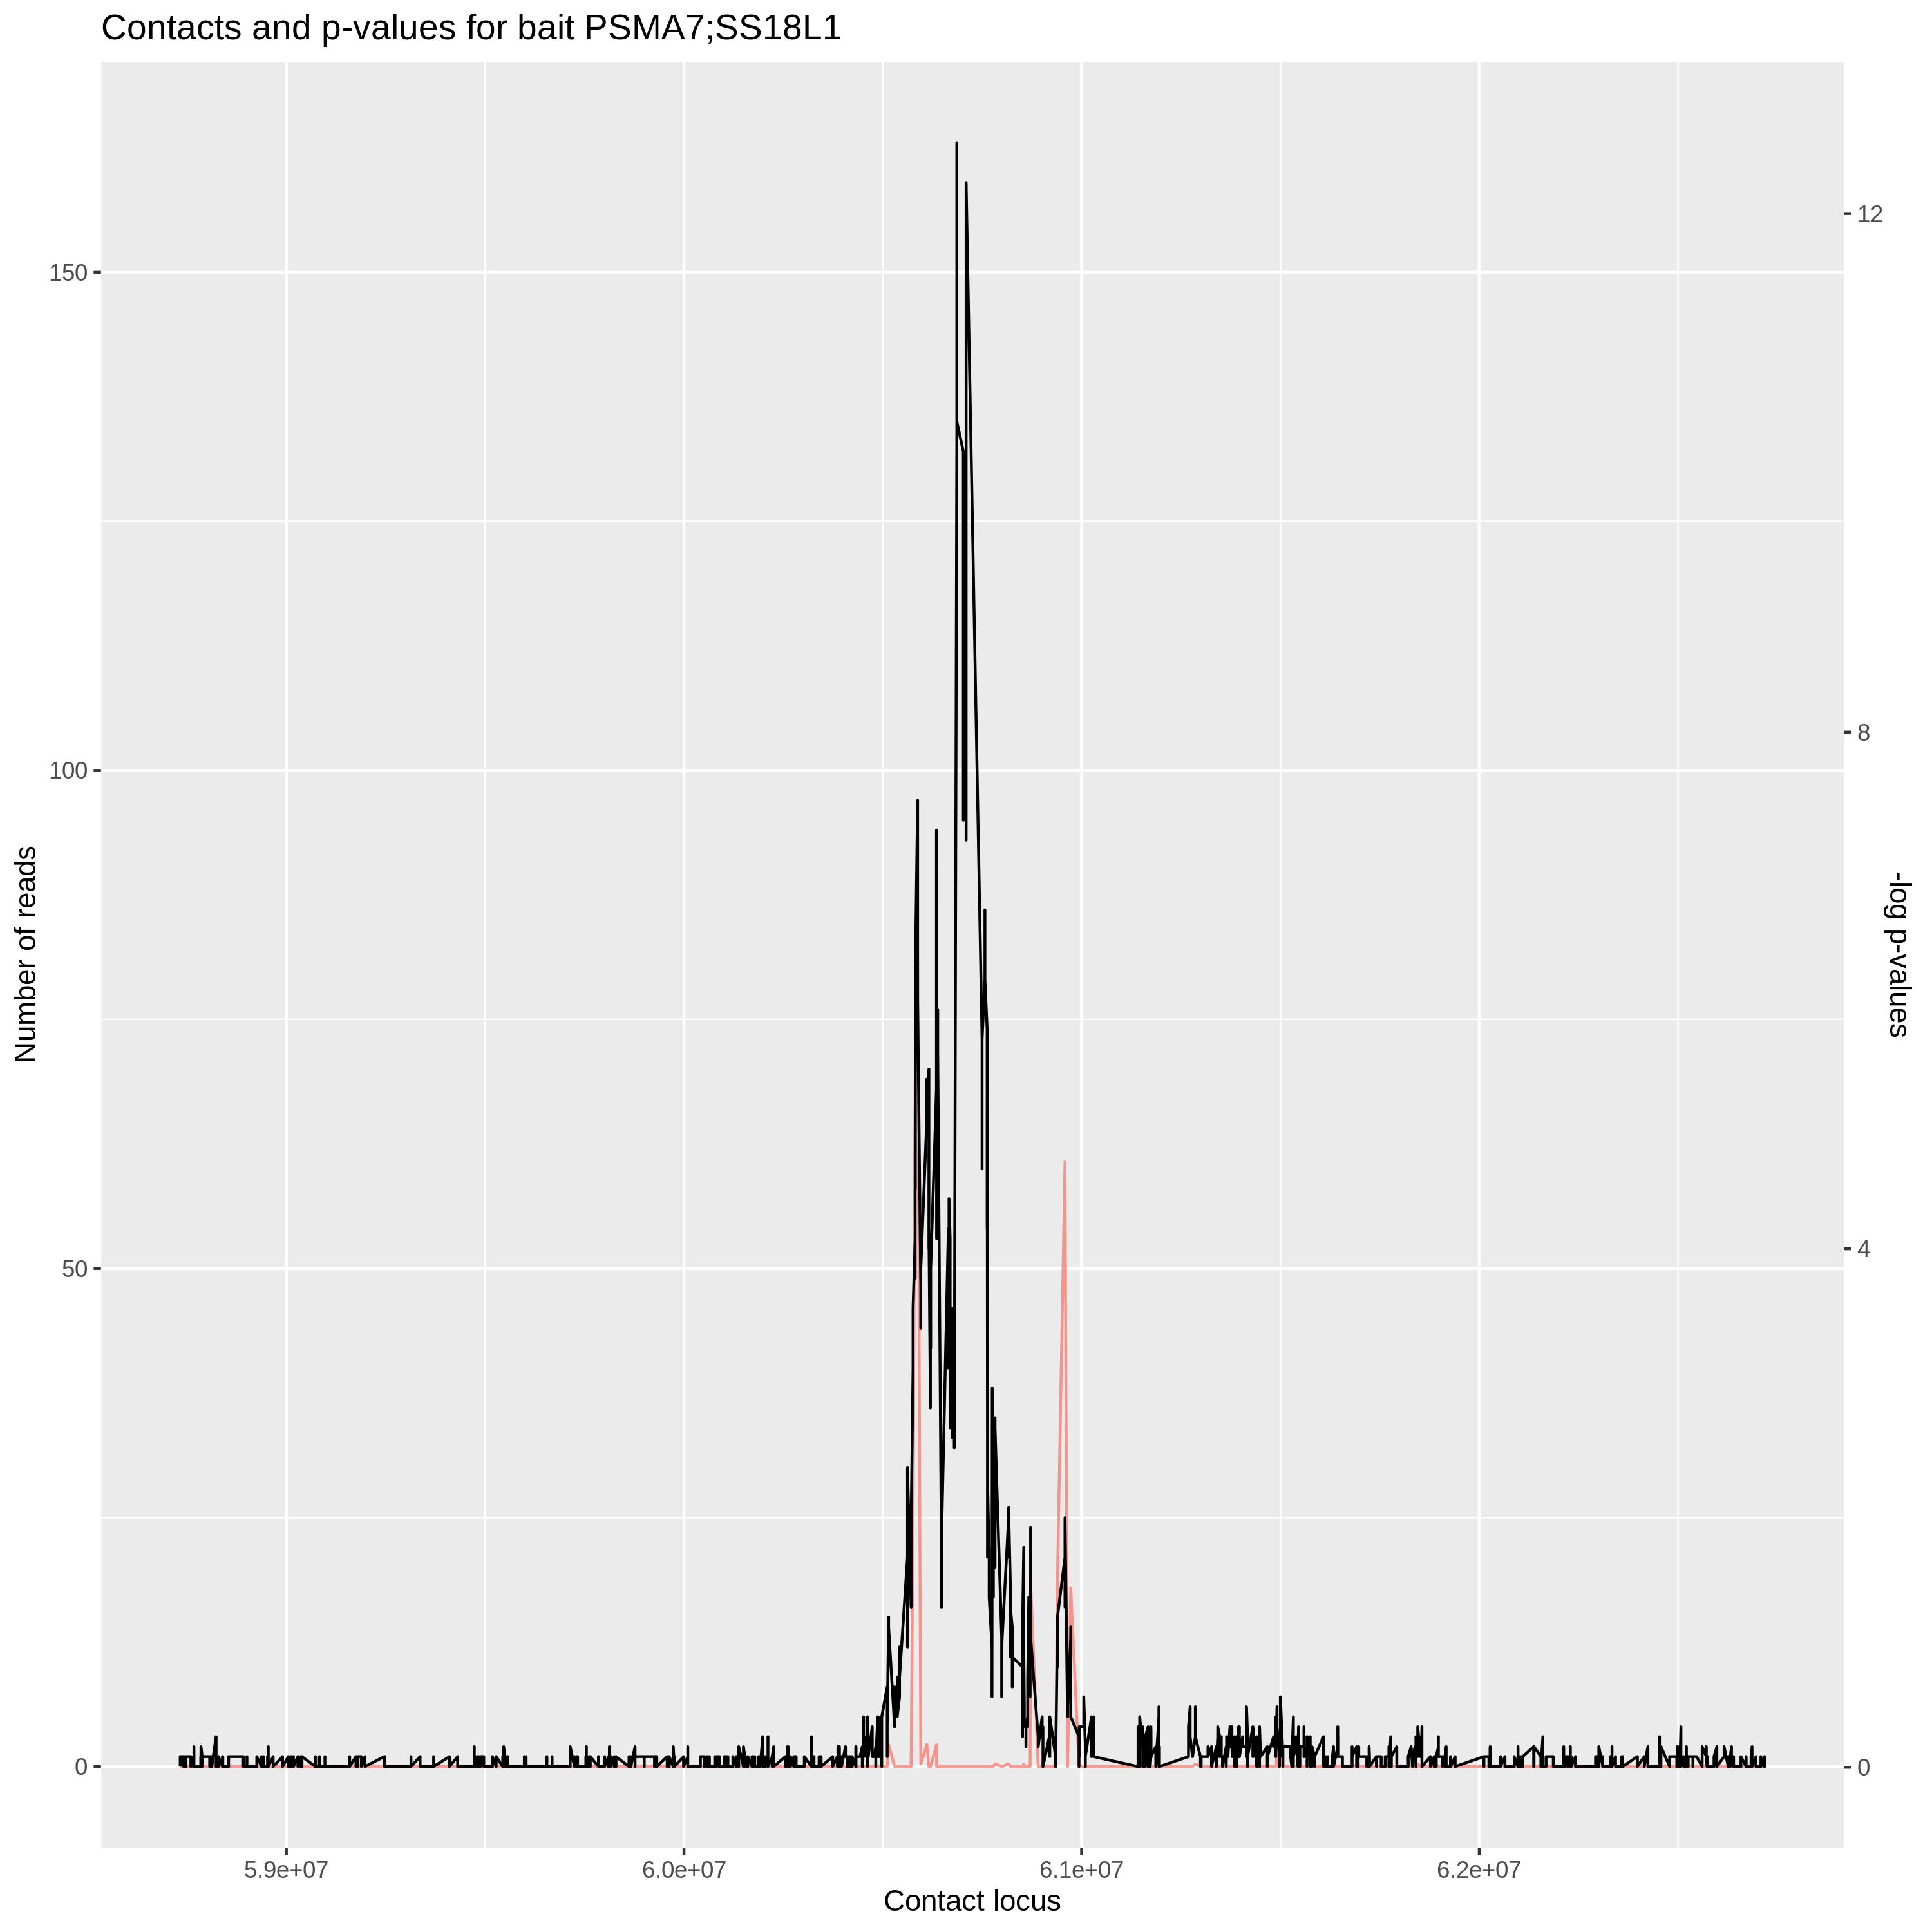 Contacts and p-values for bait PSMA7;SS18L1
150
100
50
0
Number of reads
12
8
4
0
-log p-values
5.9e+07
6.0e+07
6.1e+07
6.2e+07
Contact locus